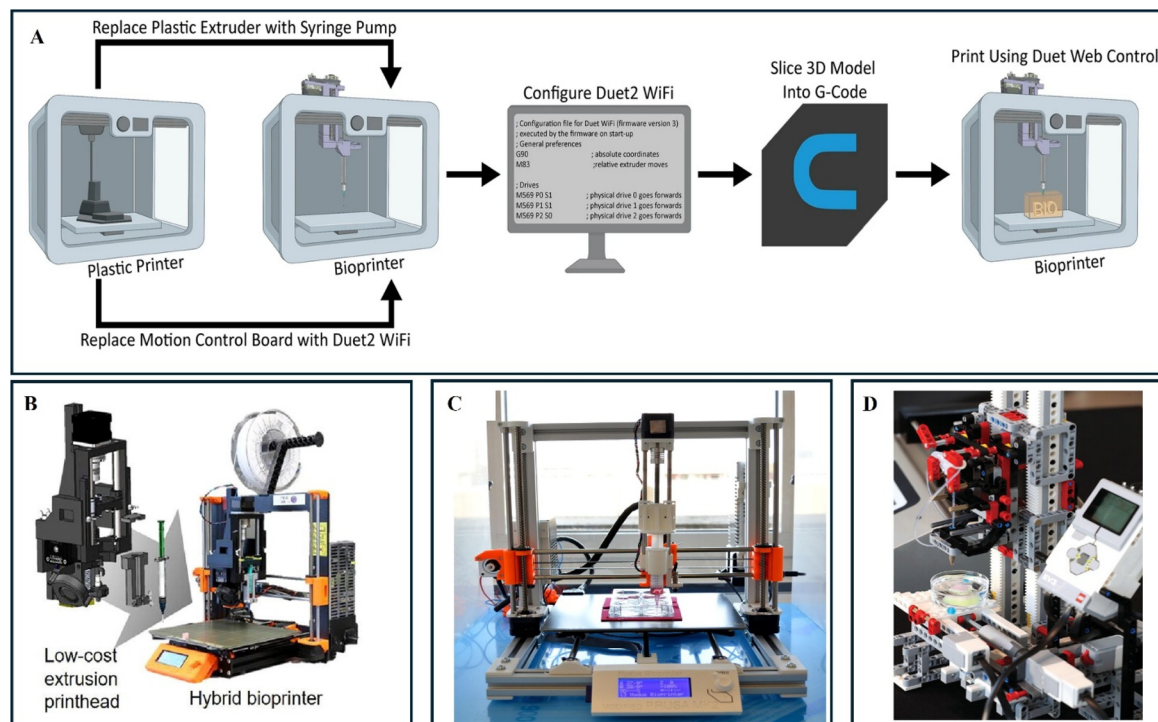 A
Replace Plastic Extruder with Syringe Pump
Plastic Printer
Bioprinter
Replace Motion Control Board with Duet2 WiFi
Configure Duet2 WiFi
; Configuration file for Duet WiFi (firmware version 3)
; executed by the firmware on start-up
; General preferences
G90 ; absolute coordinates
M83 ;relative extruder moves
; Drives
M569 P0 S1 ; physical drive 0 goes forwards
M569 P1 S1 ; physical drive 1 goes forwards
M569 P2 S0 ; physical drive 2 goes forwards
Slice 3D Model
Into G-Code
Print Using Duet Web Control
BIO
Bioprinter
B
Low-cost
extrusion
printhead
Hybrid bioprinter
C
D